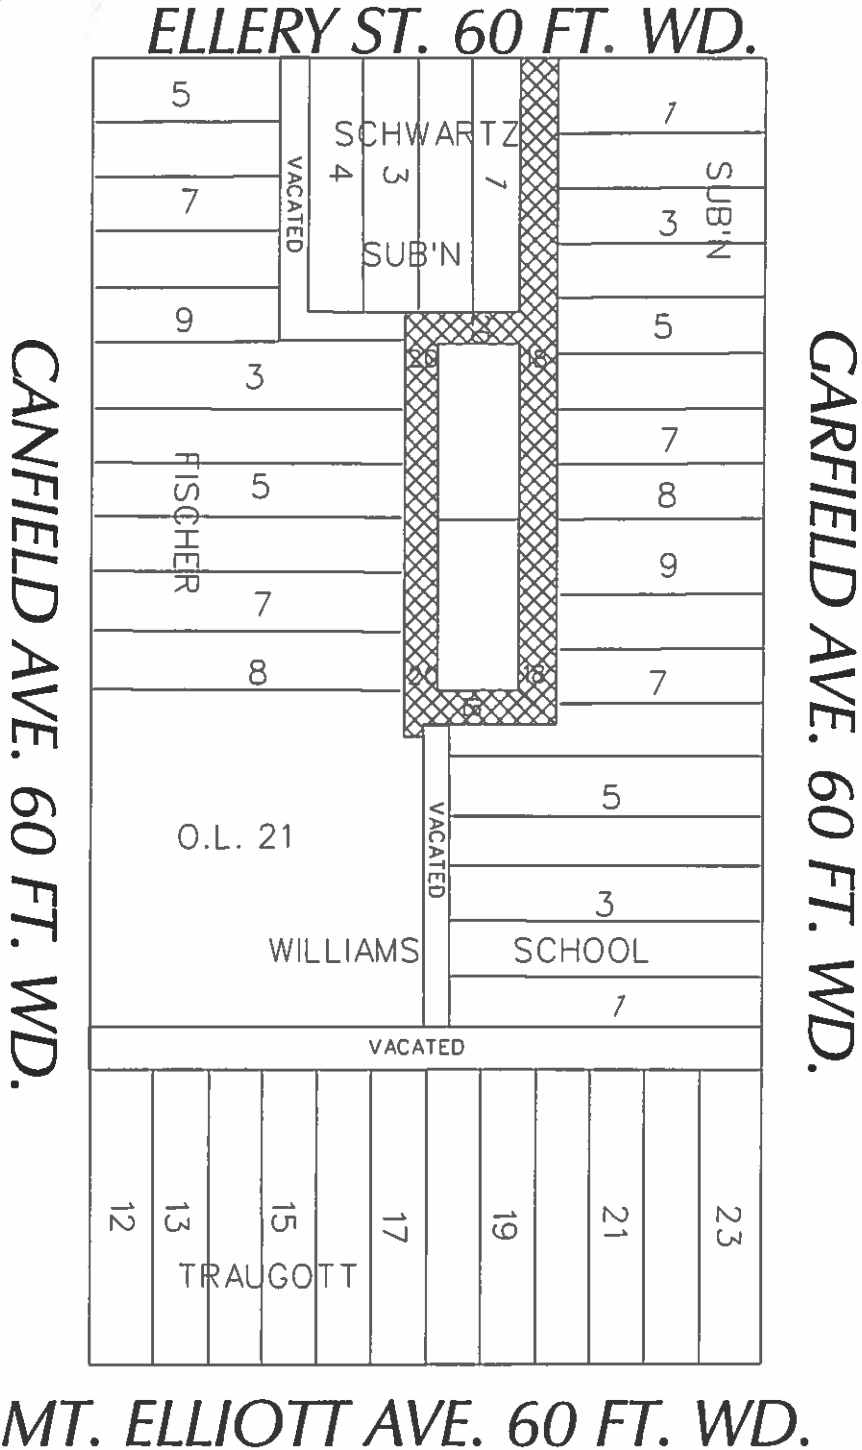 ELLERY ST. 60 FT. WD.
5
7
9
VACATED
SCHWARTZ
4
3
1
SUB'N
1
3
SUB'N
5
7
8
9
7
18
20
18
CANFIELD AVE. 60 FT. WD.
GARFIELD AVE. 60 FT. WD.
3
FISCHER
5
7
8
O.L. 21
VACATED
5
3
WILLIAMS SCHOOL
1
VACATED
12
13
15
17
19
21
23
TRAUGOTT
MT. ELLIOTT AVE. 60 FT. WD.